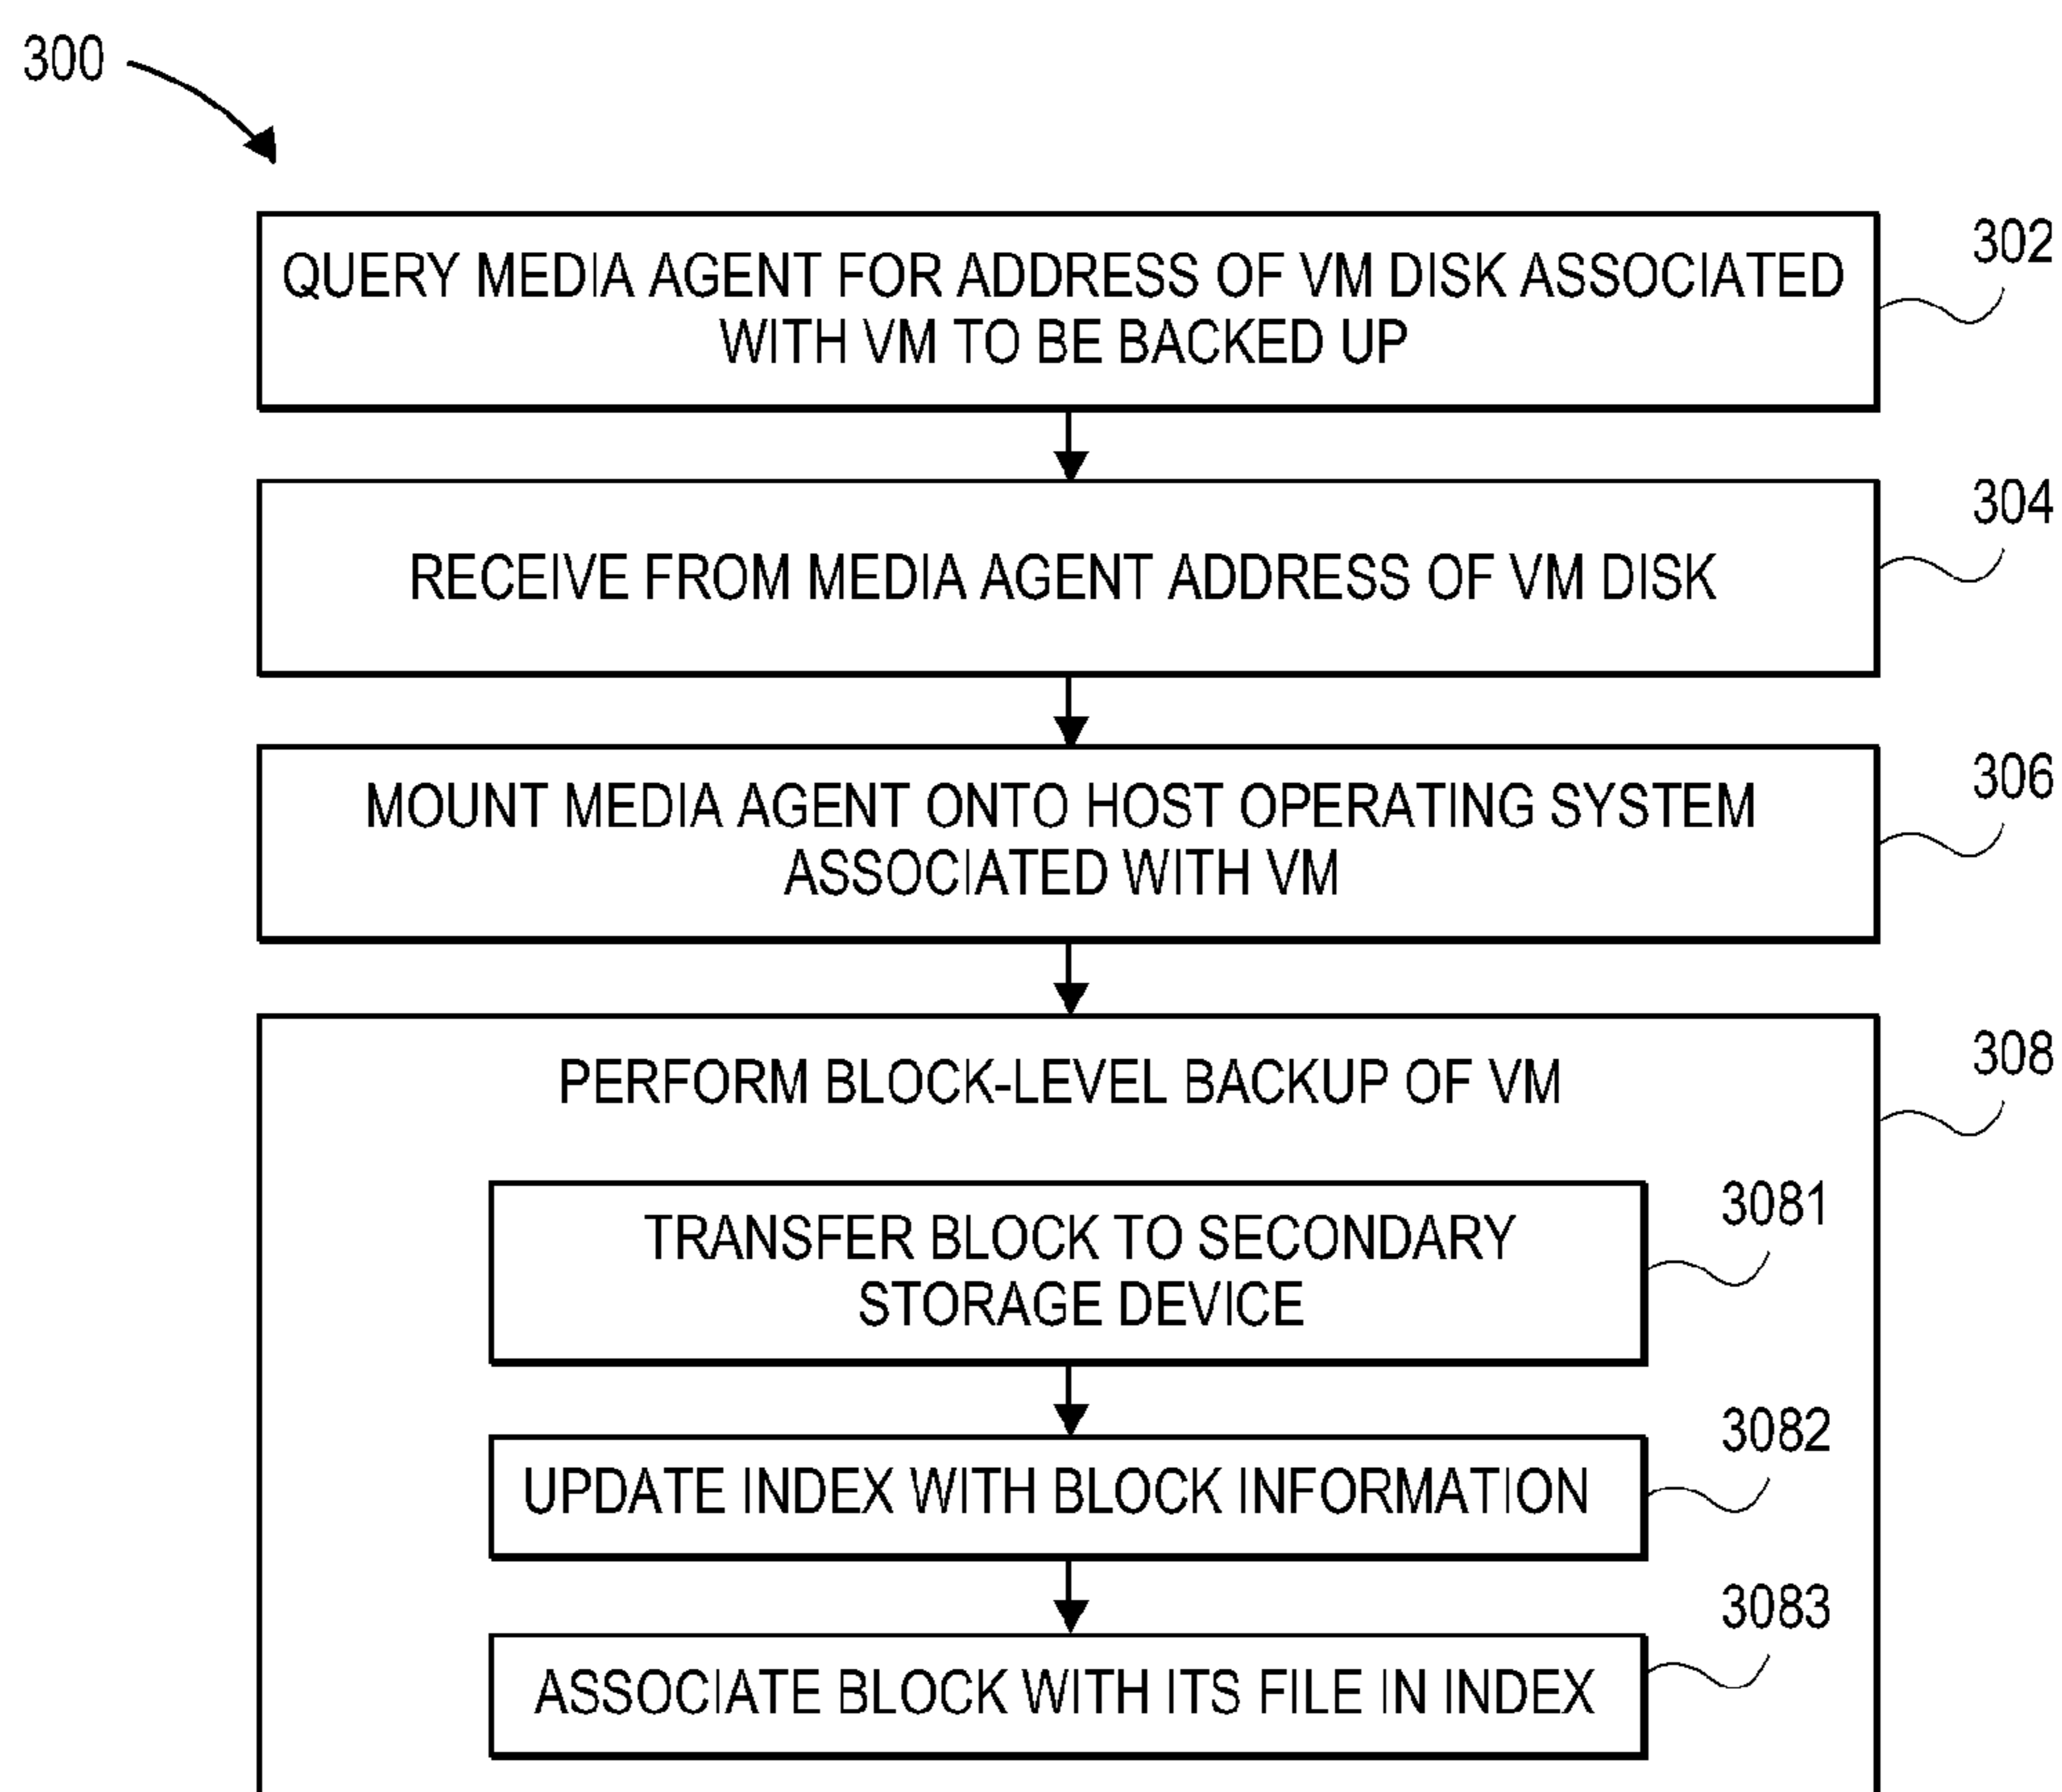 300
QUERY MEDIA AGENT FOR ADDRESS OF VM DISK ASSOCIATED
WITH VM TO BE BACKED UP
302
RECEIVE FROM MEDIA AGENT ADDRESS OF VM DISK
304
MOUNT MEDIA AGENT ONTO HOST OPERATING SYSTEM
ASSOCIATED WITH VM
306
PERFORM BLOCK-LEVEL BACKUP OF VM
308
TRANSFER BLOCK TO SECONDARY
STORAGE DEVICE
3081
UPDATE INDEX WITH BLOCK INFORMATION
3082
ASSOCIATE BLOCK WITH ITS FILE IN INDEX
3083